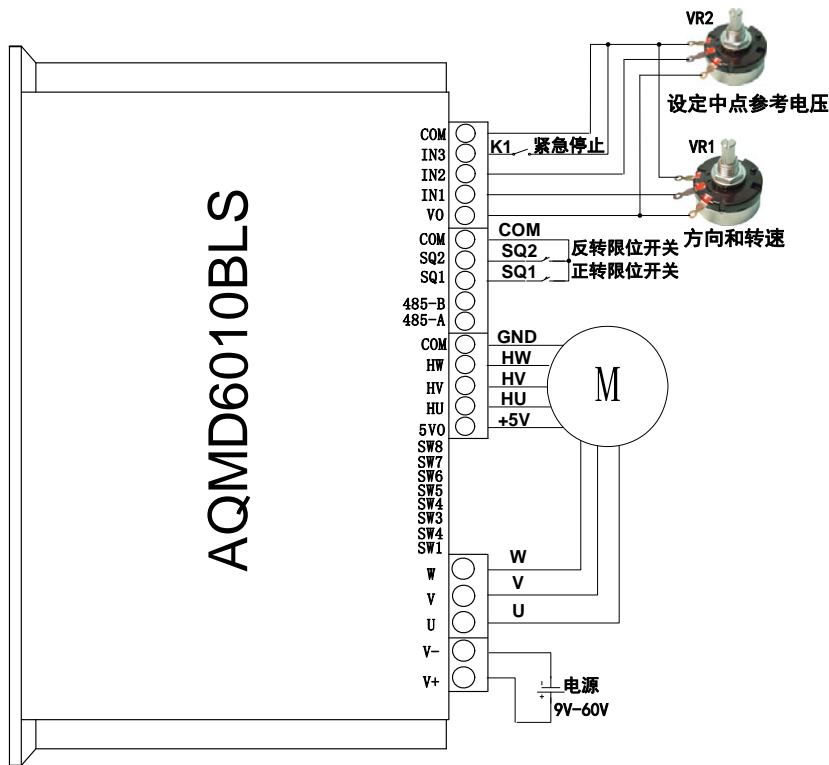 VR2
设定中点参考电压
COM
IN3
K1
紧急停止
IN2
IN1
VO
VR1
方向和转速
COM
COM
SQ2
SQ2
反转限位开关
SQ1
SQ1
正转限位开关
485-B
485-A
COM
GND
HW
HW
HV
HV
HU
HU
5VO
+5V
M
SW8
SW7
SW6
SW5
SW4
SW3
SW4
SW1
W
W
V
V
U
U
V-
V+
-
+
电源
9V-60V
AQMD6010BLS